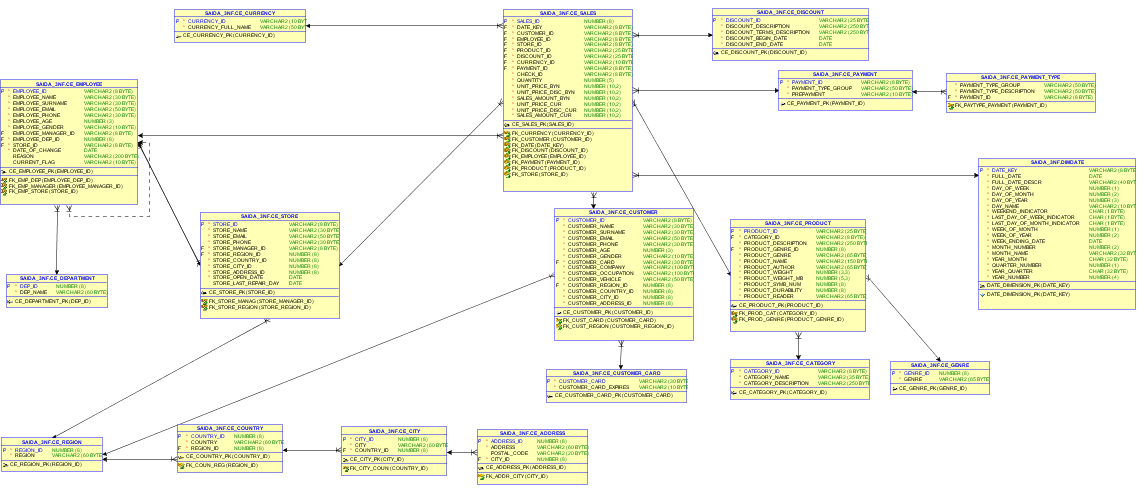 SAIDA_3NF.CE_CURRENCY
P * CURRENCY_ID VARCHAR2 (10 BYT
* CURRENCY_FULL_NAME VARCHAR2 (50 BY
CE_CURRENCY_PK (CURRENCY_ID)
SAIDA_3NF.CE_SALES
P * SALES_ID NUMBER (8)
F * DATE_KEY VARCHAR2 (8 BYTE
F * CUSTOMER_ID VARCHAR2 (8 BYTE
F * EMPLOYEE_ID VARCHAR2 (8 BYTE
F * STORE_ID VARCHAR2 (8 BYTE
F * PRODUCT_ID VARCHAR2 (25 BYT
F * DISCOUNT_ID VARCHAR2 (25 BYT
F * CURRENCY_ID VARCHAR2 (10 BYT
F * PAYMENT_ID VARCHAR2 (8 BYTE
* CHECK_ID VARCHAR2 (8 BYTE
* QUANTITY NUMBER (5)
* UNIT_PRICE_BYN NUMBER (10,2)
* UNIT_PRICE_DISC_BYN NUMBER (10,2)
* SALES_AMOUNT_BYN NUMBER (10,2)
* UNIT_PRICE_CUR NUMBER (10,2)
* UNIT_PRICE_DISC_CUR NUMBER (10,2)
* SALES_AMOUNT_CUR NUMBER (10,2)
CE_SALES_PK (SALES_ID)
FK_CURRENCY (CURRENCY_ID)
FK_CUSTOMER (CUSTOMER_ID)
FK_DATE (DATE_KEY)
FK_DISCOUNT (DISCOUNT_ID)
FK_EMPLOYEE (EMPLOYEE_ID)
FK_PAYMENT (PAYMENT_ID)
FK_PRODUCT (PRODUCT_ID)
FK_STORE (STORE_ID)
SAIDA_3NF.CE_DISCOUNT
P * DISCOUNT_ID VARCHAR2 (25 BYTE
* DISCOUNT_DESCRIPTION VARCHAR2 (250 BYT
* DISCOUNT_TERMS_DESCRIPTION VARCHAR2 (250 BYT
* DISCOUNT_BEGIN_DATE DATE
* DISCOUNT_END_DATE DATE
CE_DISCOUNT_PK (DISCOUNT_ID)
SAIDA_3NF.CE_PAYMENT
P * PAYMENT_ID VARCHAR2 (8 BYTE)
* PAYMENT_TYPE_GROUP VARCHAR2 (50 BYTE
* PREPAYMENT VARCHAR2 (10 BYTE
CE_PAYMENT_PK (PAYMENT_ID)
SAIDA_3NF.CE_PAYMENT_TYPE
* PAYMENT_TYPE_GROUP VARCHAR2 (50 BYTE)
* PAYMENT_TYPE_DESCRIPTION VARCHAR2 (50 BYTE)
F * PAYMENT_ID VARCHAR2 (8 BYTE)
FK_PAYTYPE_PAYMENT (PAYMENT_ID)
SAIDA_3NF.CE_EMPLOYEE
P * EMPLOYEE_ID VARCHAR2 (8 BYTE)
* EMPLOYEE_NAME VARCHAR2 (30 BYTE)
* EMPLOYEE_SURNAME VARCHAR2 (30 BYTE)
* EMPLOYEE_EMAIL VARCHAR2 (50 BYTE)
* EMPLOYEE_PHONE VARCHAR2 (30 BYTE)
* EMPLOYEE_AGE NUMBER (3)
* EMPLOYEE_GENDER VARCHAR2 (10 BYTE)
F * EMPLOYEE_MANAGER_ID VARCHAR2 (8 BYTE)
F * EMPLOYEE_DEP_ID NUMBER (8)
F * STORE_ID VARCHAR2 (8 BYTE)
* DATE_OF_CHANGE DATE
REASON VARCHAR2 (200 BYTE)
CURRENT_FLAG VARCHAR2 (10 BYTE)
CE_EMPLOYEE_PK (EMPLOYEE_ID)
FK_EMP_DEP (EMPLOYEE_DEP_ID)
FK_EMP_MANAGER (EMPLOYEE_MANAGER_ID)
FK_EMP_STORE (STORE_ID)
SAIDA_3NF.DIMDATE
P * DATE_KEY VARCHAR2 (8 BYTE
* FULL_DATE DATE
* FULL_DATE_DESCR VARCHAR2 (40 BYT
* DAY_OF_WEEK NUMBER (1)
* DAY_OF_MONTH NUMBER (2)
* DAY_OF_YEAR NUMBER (3)
* DAY_NAME VARCHAR2 (10 BYT
* WEEKEND_INDICATOR CHAR (1 BYTE)
* LAST_DAY_OF_WEEK_INDICATOR CHAR (1 BYTE)
* LAST_DAY_OF_MONTH_INDICATOR CHAR (1 BYTE)
* WEEK_OF_MONTH NUMBER (1)
* WEEK_OF_YEAR NUMBER (2)
* WEEK_ENDING_DATE DATE
* MONTH_NUMBER NUMBER (2)
* MONTH_NAME VARCHAR2 (32 BYT
* YEAR_MONTH CHAR (32 BYTE)
* QUARTER_NUMBER NUMBER (1)
* YEAR_QUARTER CHAR (32 BYTE)
* YEAR_NUMBER NUMBER (4)
DATE_DIMENSION_PK (DATE_KEY)
DATE_DIMENSION_PK (DATE_KEY)
SAIDA_3NF.CE_STORE
P * STORE_ID VARCHAR2 (8 BYTE)
* STORE_NAME VARCHAR2 (30 BYTE
* STORE_EMAIL VARCHAR2 (50 BYTE
* STORE_PHONE VARCHAR2 (30 BYTE
F * STORE_MANAGER_ID VARCHAR2 (8 BYTE)
F * STORE_REGION_ID NUMBER (8)
* STORE_COUNTRY_ID NUMBER (8)
* STORE_CITY_ID NUMBER (8)
* STORE_ADDRESS_ID NUMBER (8)
* STORE_OPEN_DATE DATE
* STORE_LAST_REPAIR_DAY DATE
CE_STORE_PK (STORE_ID)
FK_STORE_MANAG (STORE_MANAGER_ID)
FK_STORE_REGION (STORE_REGION_ID)
SAIDA_3NF.CE_CUSTOMER
P * CUSTOMER_ID VARCHAR2 (8 BYTE)
* CUSTOMER_NAME VARCHAR2 (30 BYTE
* CUSTOMER_SURNAME VARCHAR2 (30 BYTE
* CUSTOMER_EMAIL VARCHAR2 (50 BYTE
* CUSTOMER_PHONE VARCHAR2 (30 BYTE
* CUSTOMER_AGE NUMBER (3)
* CUSTOMER_GENDER VARCHAR2 (10 BYTE
F * CUSTOMER_CARD VARCHAR2 (30 BYTE
* CUSTOMER_COMPANY VARCHAR2 (100 BYTE
* CUSTOMER_OCCUPATION VARCHAR2 (100 BYTE
* CUSTOMER_VEHICLE VARCHAR2 (50 BYTE
F * CUSTOMER_REGION_ID NUMBER (8)
* CUSTOMER_COUNTRY_ID NUMBER (8)
* CUSTOMER_CITY_ID NUMBER (8)
* CUSTOMER_ADDRESS_ID NUMBER (8)
CE_CUSTOMER_PK (CUSTOMER_ID)
FK_CUST_CARD (CUSTOMER_CARD)
FK_CUST_REGION (CUSTOMER_REGION_ID)
SAIDA_3NF.CE_PRODUCT
P * PRODUCT_ID VARCHAR2 (25 BYTE
F * CATEGORY_ID VARCHAR2 (8 BYTE)
* PRODUCT_DESCRIPTION VARCHAR2 (250 BYT
F * PRODUCT_GENRE_ID NUMBER (8)
* PRODUCT_GENRE VARCHAR2 (65 BYTE
* PRODUCT_NAME VARCHAR2 (150 BYT
* PRODUCT_AUTHOR VARCHAR2 (65 BYTE
* PRODUCT_WEIGHT NUMBER (3,3)
* PRODUCT_WEIGHT_MB NUMBER (5,3)
* PRODUCT_SYMB_NUM NUMBER (8)
* PRODUCT_DURABILITY NUMBER (8)
* PRODUCT_READER VARCHAR2 (65 BYTE
CE_PRODUCT_PK (PRODUCT_ID)
FK_PROD_CAT (CATEGORY_ID)
FK_PROD_GENRE (PRODUCT_GENRE_ID)
SAIDA_3NF.CE_DEPARTMENT
P * DEP_ID NUMBER (8)
* DEP_NAME VARCHAR2 (60 BYTE
CE_DEPARTMENT_PK (DEP_ID)
SAIDA_3NF.CE_CUSTOMER_CARD
P * CUSTOMER_CARD VARCHAR2 (30 BYTE
* CUSTOMER_CARD_EXPIRES VARCHAR2 (10 BYTE
CE_CUSTOMER_CARD_PK (CUSTOMER_CARD)
SAIDA_3NF.CE_CATEGORY
P * CATEGORY_ID VARCHAR2 (8 BYTE)
* CATEGORY_NAME VARCHAR2 (35 BYTE
* CATEGORY_DESCRIPTION VARCHAR2 (250 BYT
CE_CATEGORY_PK (CATEGORY_ID)
SAIDA_3NF.CE_GENRE
P * GENRE_ID NUMBER (8)
* GENRE VARCHAR2 (65 BYTE
CE_GENRE_PK (GENRE_ID)
SAIDA_3NF.CE_REGION
P * REGION_ID NUMBER (8)
* REGION VARCHAR2 (60 BYTE
CE_REGION_PK (REGION_ID)
SAIDA_3NF.CE_COUNTRY
P * COUNTRY_ID NUMBER (8)
* COUNTRY VARCHAR2 (60 BYTE
F * REGION_ID NUMBER (8)
CE_COUNTRY_PK (COUNTRY_ID)
FK_COUN_REG (REGION_ID)
SAIDA_3NF.CE_CITY
P * CITY_ID NUMBER (8)
* CITY VARCHAR2 (60 BYTE
F * COUNTRY_ID NUMBER (8)
CE_CITY_PK (CITY_ID)
FK_CITY_COUN (COUNTRY_ID)
SAIDA_3NF.CE_ADDRESS
P * ADDRESS_ID NUMBER (8)
* ADDRESS VARCHAR2 (60 BYTE
* POSTAL_CODE VARCHAR2 (20 BYTE
F * CITY_ID NUMBER (8)
CE_ADDRESS_PK (ADDRESS_ID)
FK_ADDR_CITY (CITY_ID)